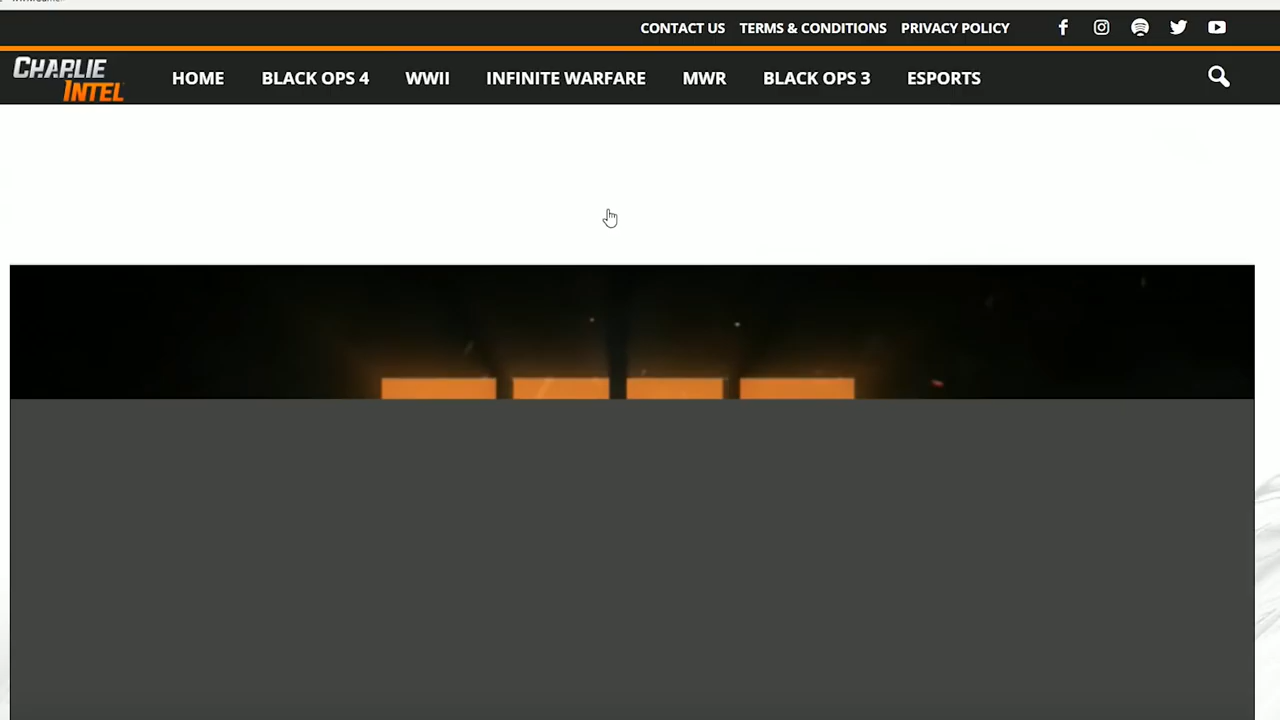 CONTACT US TERMS & CONDITIONS PRIVACY POLICY
CHARLIE
INTEL
HOME BLACK OPS 4 WWII INFINITE WARFARE MWR BLACK OPS 3 ESPORTS